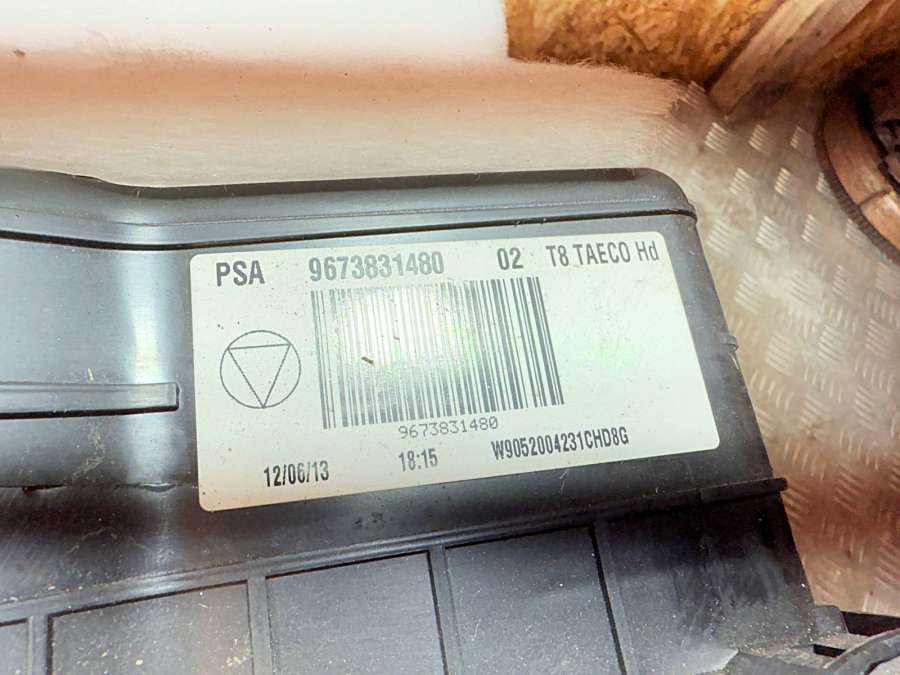 PSA 9673831480 02 T8 TAECO Hd
9673831480
12/06/13 18:15 W9052004231CHD8G